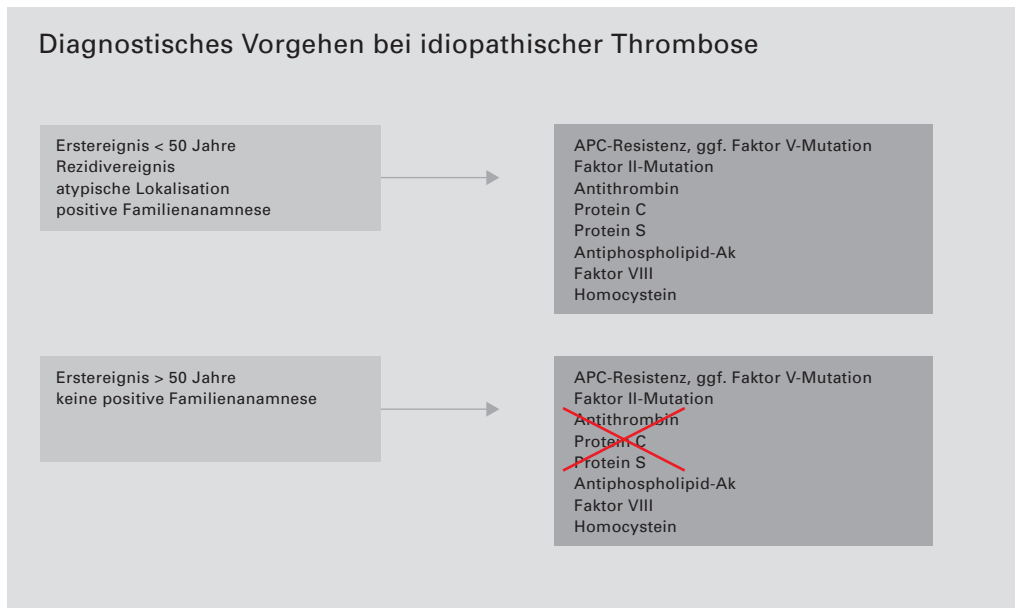 Diagnostisches Vorgehen bei idiopathischer Thrombose
Erstereignis < 50 Jahre
Rezidivereignis
atypische Lokalisation
positive Familienanamnese
APC-Resistenz, ggf. Faktor V-Mutation
Faktor II-Mutation
Antithrombin
Protein C
Protein S
Antiphospholipid-Ak
Faktor VIII
Homocystein
Erstereignis > 50 Jahre
keine positive Familienanamnese
APC-Resistenz, ggf. Faktor V-Mutation
Faktor II-Mutation
Antithrombin
Protein C
Protein S
Antiphospholipid-Ak
Faktor VIII
Homocystein